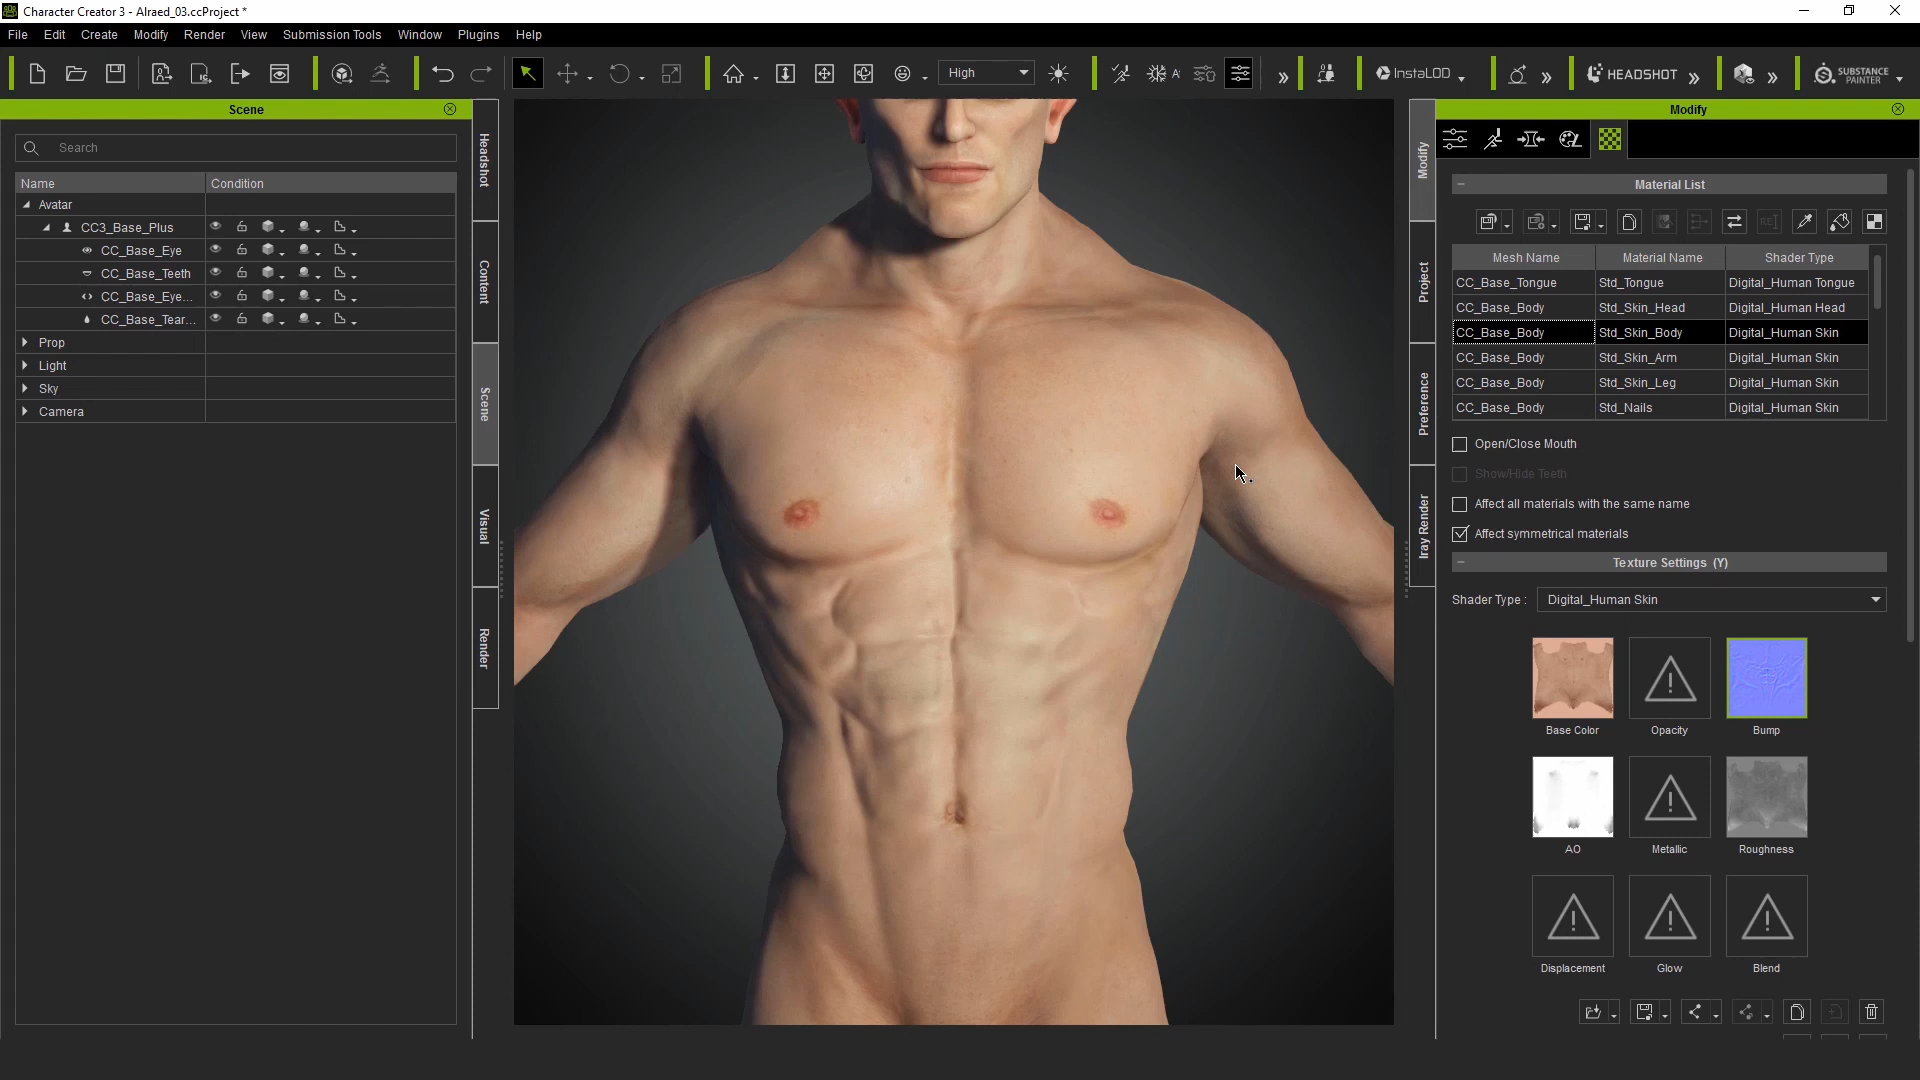 Character Creator 3 - Alraed_03.ccProject *
File Edit Create Modify Render View Submission Tools Window Plugins Help
High
A
InstaLOD
HEADSHOT
SUBSTANCE PAINTER
Scene
Modify
Search
Name Condition
Avatar
CC3_Base_Plus
CC_Base_Eye
CC_Base_Teeth
CC_Base_Eye...
CC_Base_Tear...
Prop
Light
Sky
Camera
Headshot
Content
Scene
Visual
Render
Modify
Project
Preference
Iray Render
Material List
Mesh Name Material Name Shader Type
CC_Base_Tongue Std_Tongue Digital_Human Tongue
CC_Base_Body Std_Skin_Head Digital_Human Head
CC_Base_Body Std_Skin_Body Digital_Human Skin
CC_Base_Body Std_Skin_Arm Digital_Human Skin
CC_Base_Body Std_Skin_Leg Digital_Human Skin
CC_Base_Body Std_Nails Digital_Human Skin
Open/Close Mouth
Show/Hide Teeth
Affect all materials with the same name
Affect symmetrical materials
Texture Settings (Y)
Shader Type : Digital_Human Skin
Base Color Opacity Bump
AO Metallic Roughness
Displacement Glow Blend